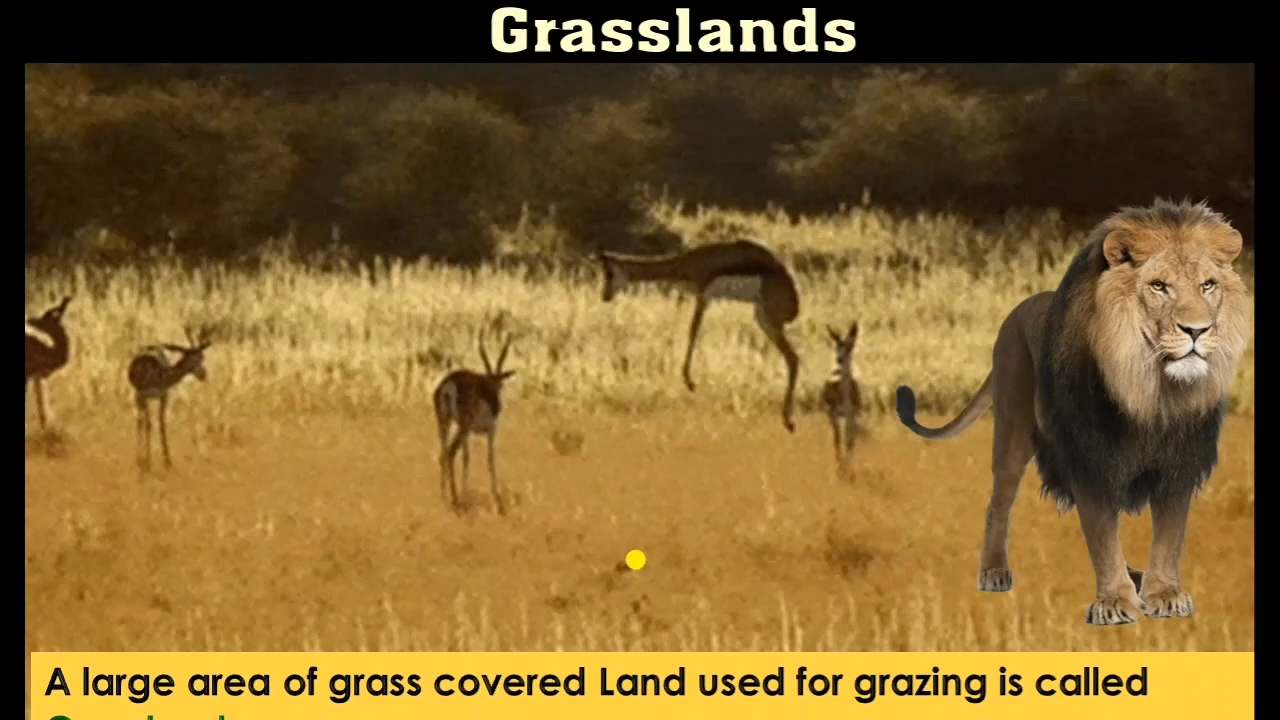 Grasslands
A large area of grass covered Land used for grazing is called